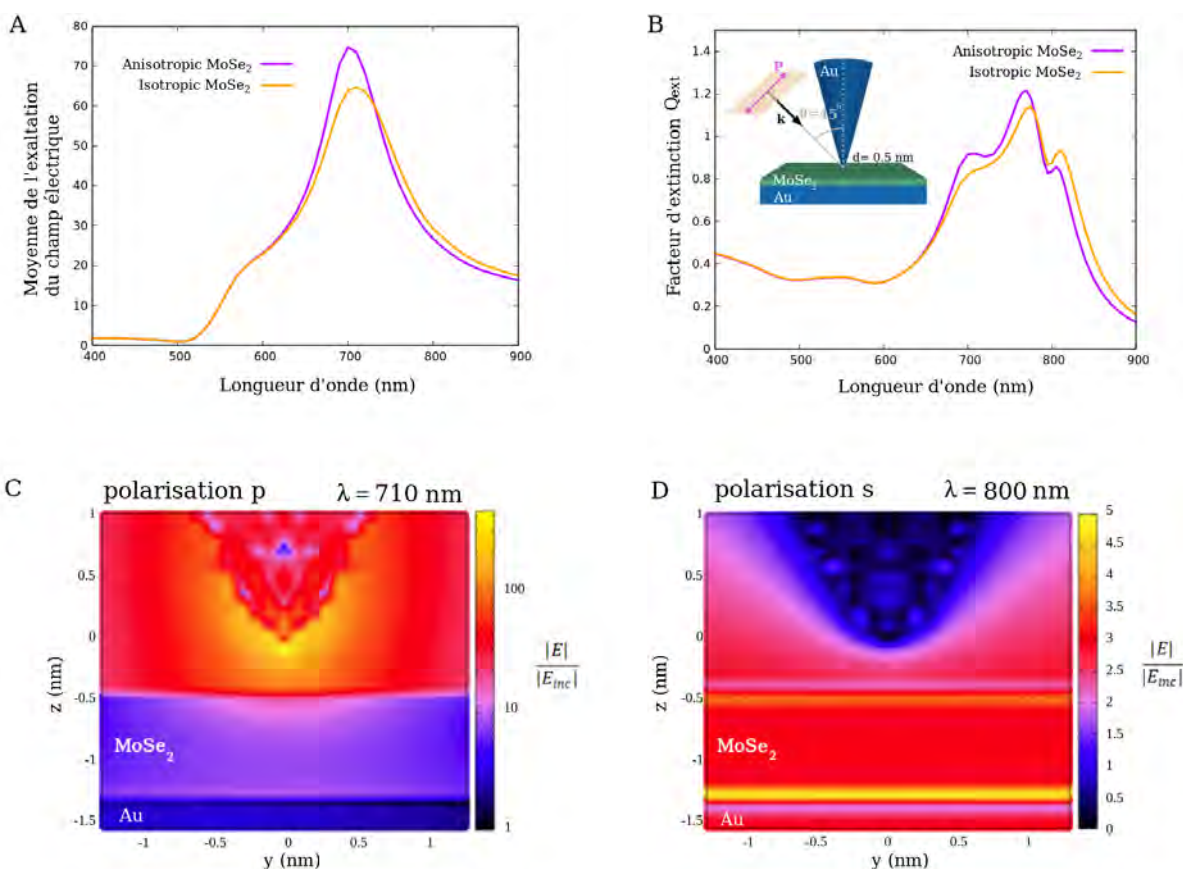 A
Moyenne de l'exaltation
du champ électrique
80
70
60
50
40
30
20
10
0
Anisotropic MoSe₂
Isotropic MoSe₂
400 500 600 700 800 900
Longueur d'onde (nm)
B
Facteur d'extinction Qext
1.4
1.2
1
0.8
0.6
0.4
0.2
0
Anisotropic MoSe₂
Isotropic MoSe₂
P
Au
k
d= 0.5 nm
MoSe₂
Au
400 500 600 700 800 900
Longueur d'onde (nm)
C
polarisation p λ = 710 nm
z (nm)
1
0.5
0
-0.5
-1
-1.5
MoSe₂
Au
-1 -0.5 0 0.5 1
y (nm)
100
10
1
|E|
|Einc|
D
polarisation s λ = 800 nm
z (nm)
1
0.5
0
-0.5
-1
-1.5
MoSe₂
Au
-1 -0.5 0 0.5 1
y (nm)
5
4.5
4
3.5
3
2.5
2
1.5
1
0.5
0
|E|
|Einc|